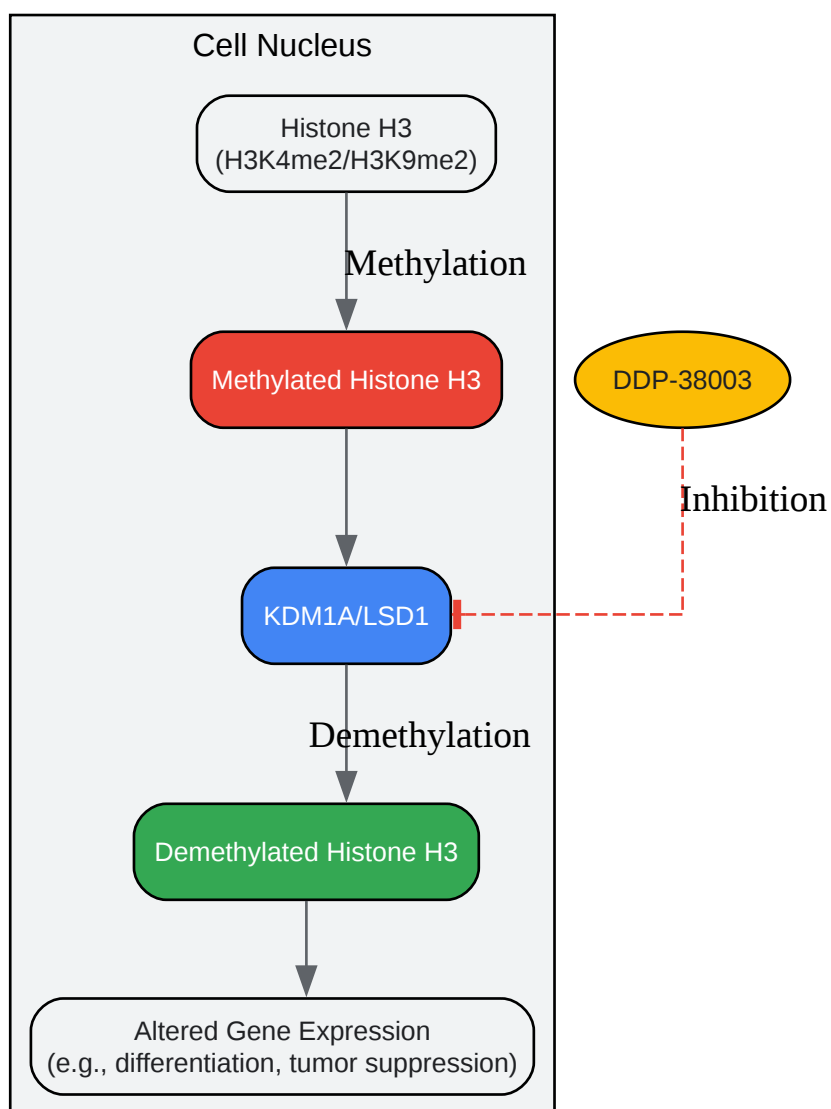 Cell Nucleus
Histone H3
(H3K4me2/H3K9me2)
Methylation
Methylated Histone H3
DDP-38003
Inhibition
KDM1A/LSD1
Demethylation
Demethylated Histone H3
Altered Gene Expression
(e.g., differentiation, tumor suppression)